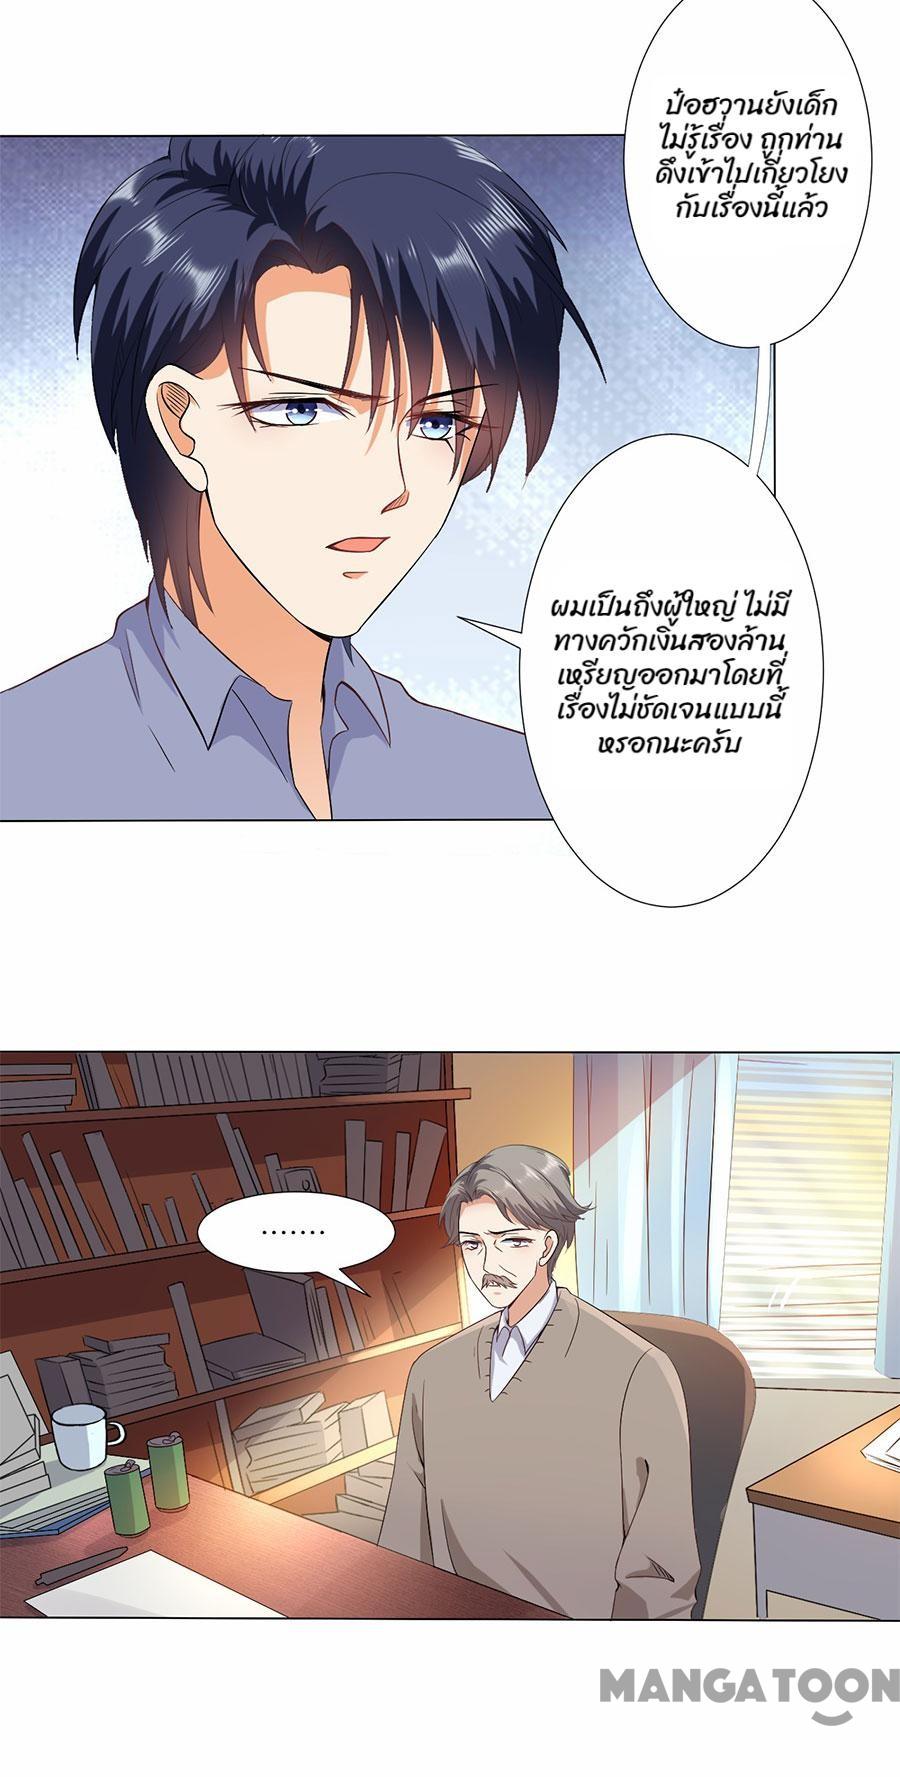 ป๋อฮวานยังเด็ก
ไม่รู้เรื่อง ถูกท่าน
ดึงเข้าไปเกี่ยวโยง
กับเรื่องนี้แล้ว
ผมเป็นถึงผู้ใหญ่ ไม่มี
ทางควักเงินสองล้าน
เหรียญออกมาโดยที่
เรื่องไม่ชัดเจนแบบนี้
หรอกนะครับ
.......
MANGATOON